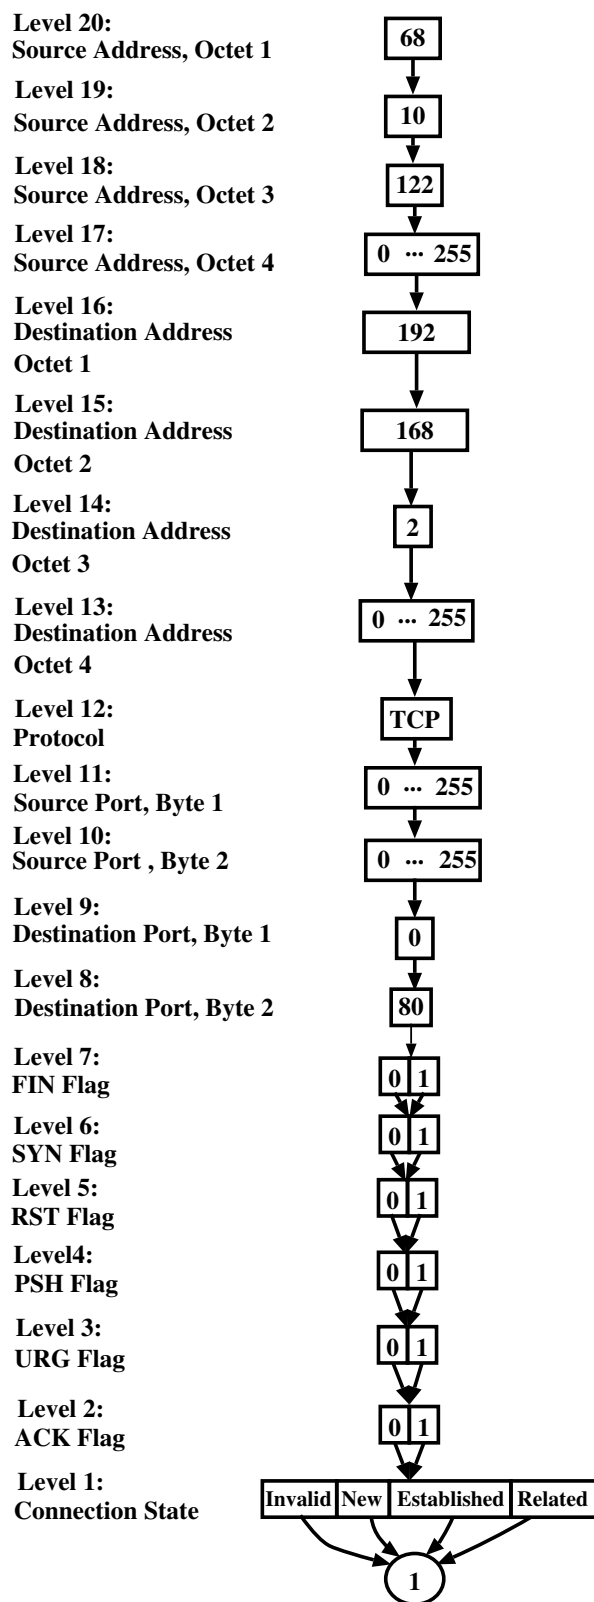 Level 20:
Source Address, Octet 1
68
Level 19:
Source Address, Octet 2
10
Level 18:
Source Address, Octet 3
122
Level 17:
Source Address, Octet 4
0 ... 255
Level 16:
Destination Address
Octet 1
192
Level 15:
Destination Address
Octet 2
168
Level 14:
Destination Address
Octet 3
2
Level 13:
Destination Address
Octet 4
0 ... 255
Level 12:
Protocol
TCP
Level 11:
Source Port, Byte 1
0 ... 255
Level 10:
Source Port , Byte 2
0 ... 255
Level 9:
Destination Port, Byte 1
0
Level 8:
Destination Port, Byte 2
80
Level 7:
FIN Flag
0 1
Level 6:
SYN Flag
0 1
Level 5:
RST Flag
0 1
Level4:
PSH Flag
0 1
Level 3:
URG Flag
0 1
Level 2:
ACK Flag
0 1
Level 1:
Connection State
Invalid New Established Related
1